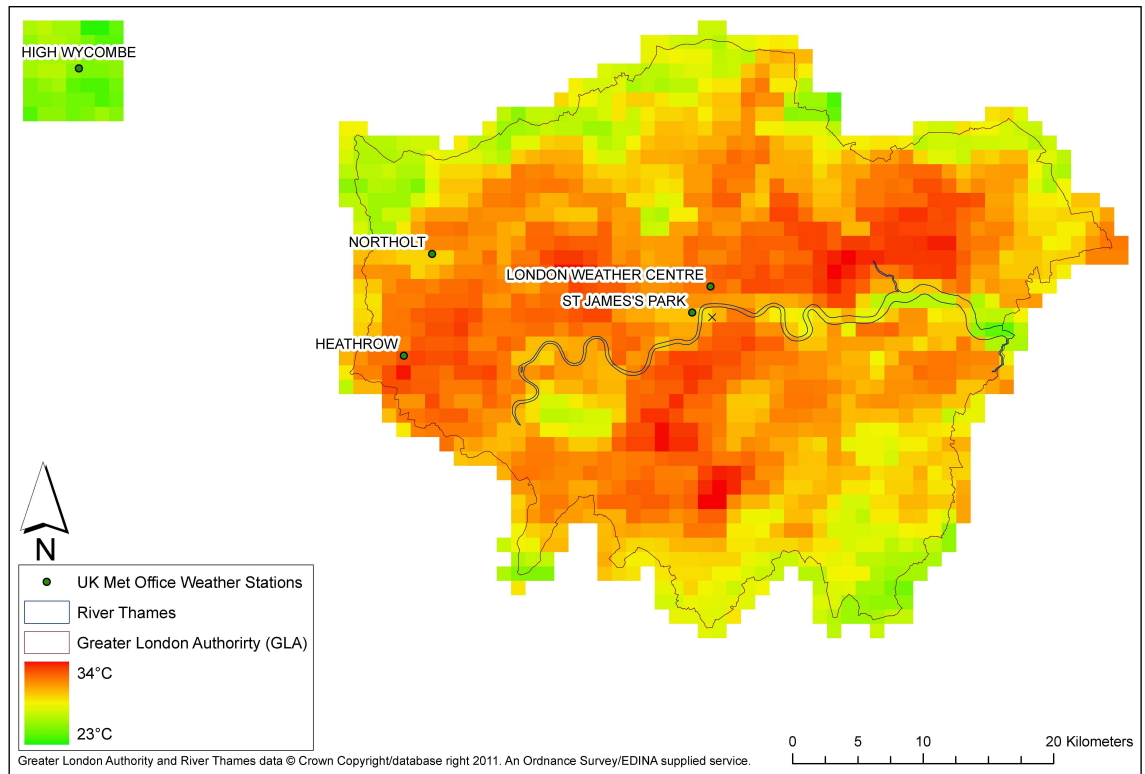 HIGH WYCOMBE
NORTHOLT
LONDON WEATHER CENTRE
ST JAMES'S PARK
HEATHROW
N
UK Met Office Weather Stations
River Thames
Greater London Authorirty (GLA)
34°C
23°C
0 5 10 20 Kilometers
Greater London Authority and River Thames data © Crown Copyright/database right 2011. An Ordnance Survey/EDINA supplied service.